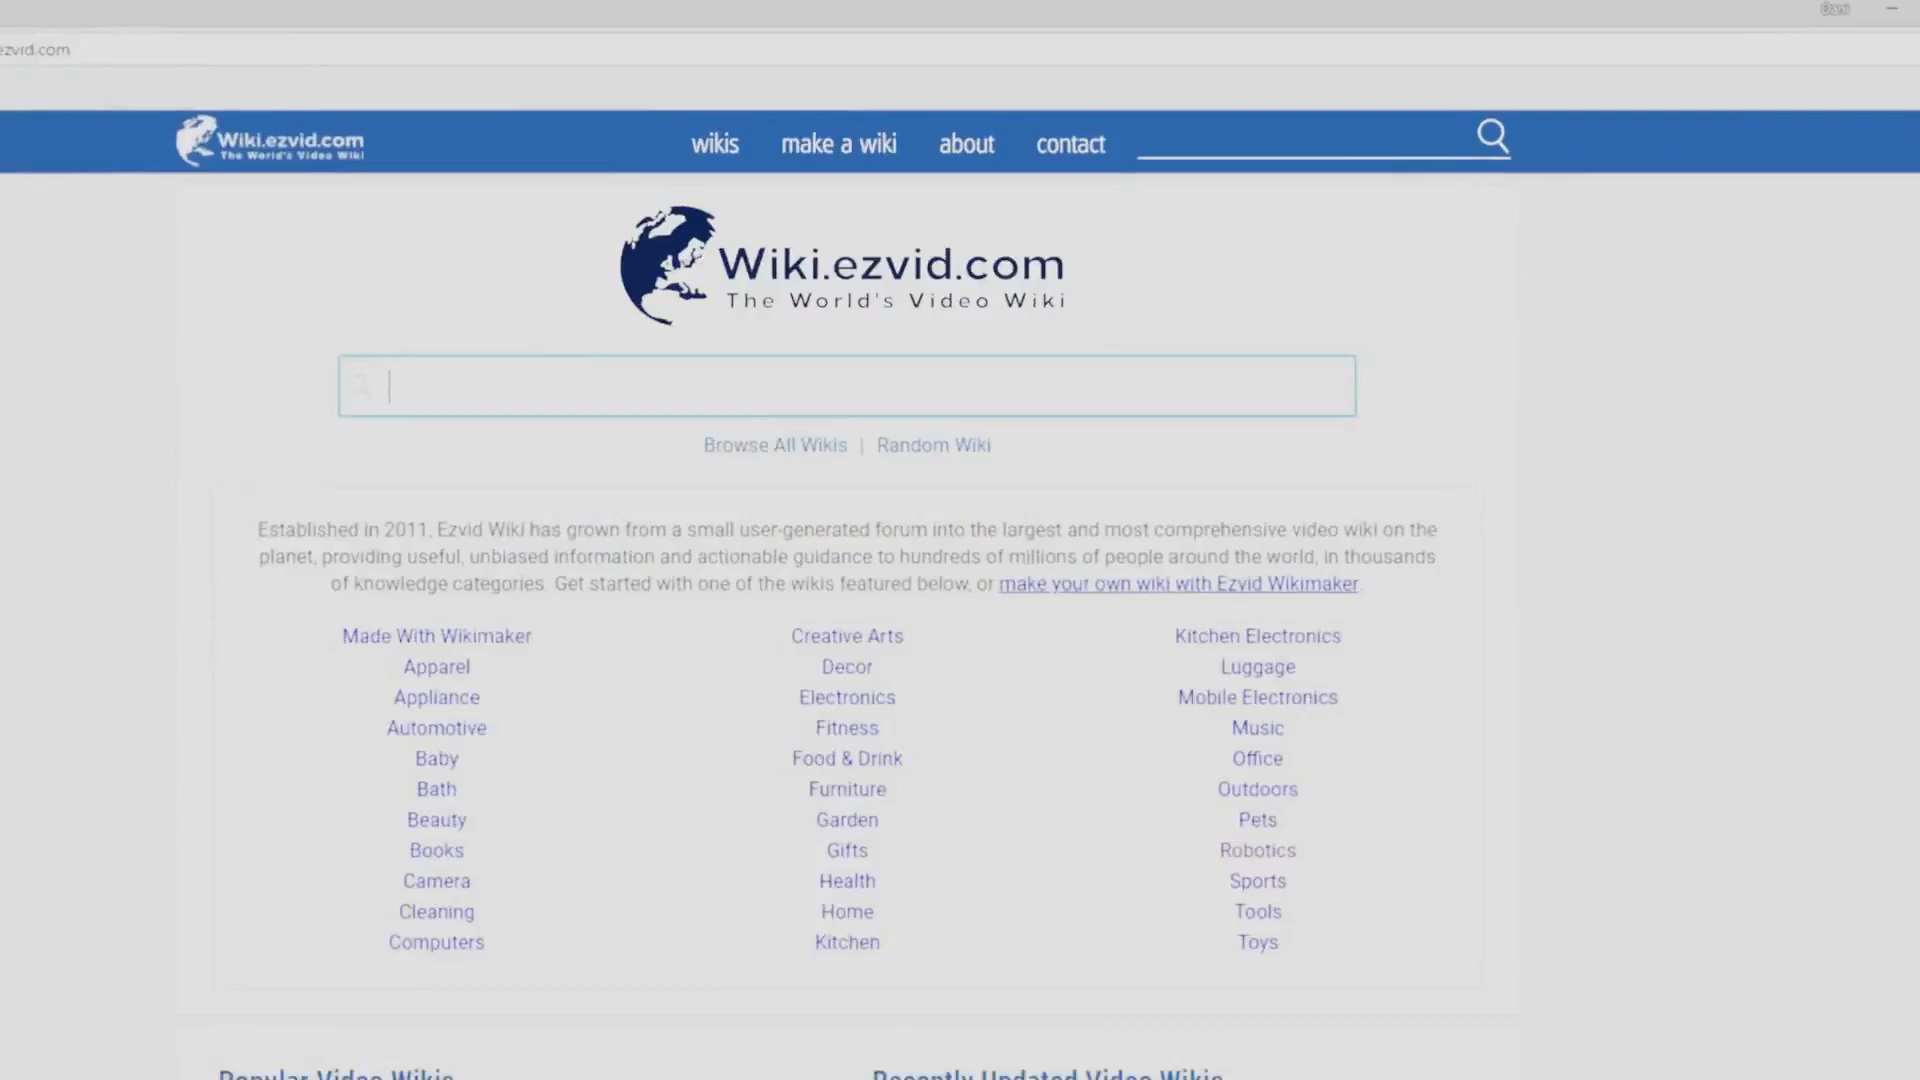 ezvid.com
Wiki.ezvid.com
The World's Video Wiki
wikis make a wiki about contact
Wiki.ezvid.com
The World's Video Wiki
Browse All Wikis | Random Wiki
Established in 2011, Ezvid Wiki has grown from a small user-generated forum into the largest and most comprehensive video wiki on the
planet, providing useful, unbiased information and actionable guidance to hundreds of millions of people around the world, in thousands
of knowledge categories. Get started with one of the wikis featured below, or make your own wiki with Ezvid Wikimaker.
Made With Wikimaker Creative Arts Kitchen Electronics
Apparel Decor Luggage
Appliance Electronics Mobile Electronics
Automotive Fitness Music
Baby Food & Drink Office
Bath Furniture Outdoors
Beauty Garden Pets
Books Gifts Robotics
Camera Health Sports
Cleaning Home Tools
Computers Kitchen Toys
Popular Video Wikis Recently Updated Video Wikis